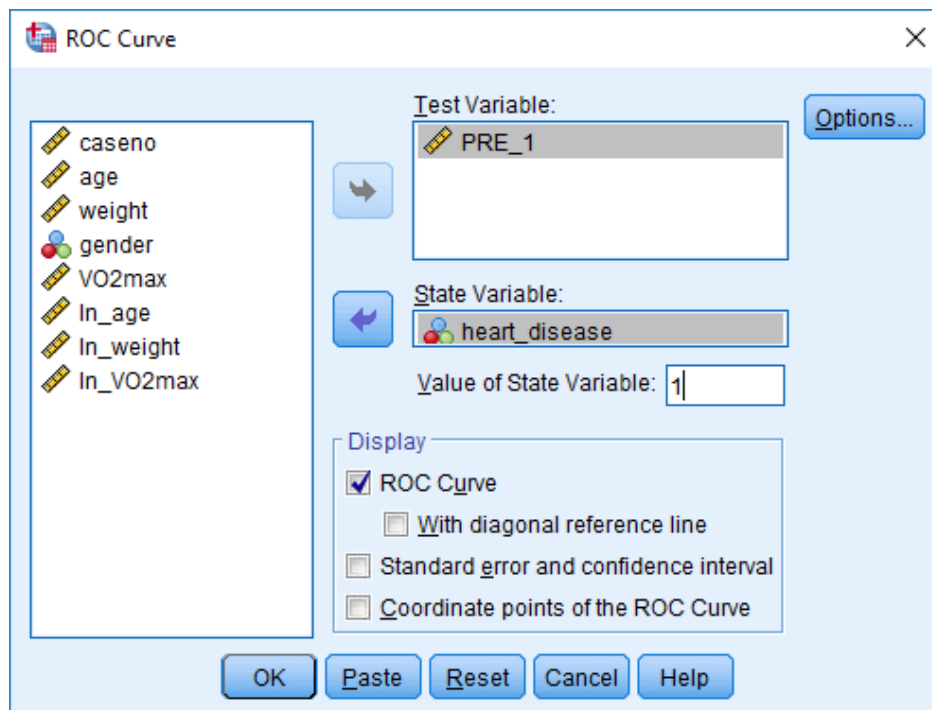 ROC Curve
caseno
age
weight
gender
VO2max
ln_age
ln_weight
ln_VO2max
Test Variable:
PRE_1
Options...
State Variable:
heart_disease
Value of State Variable: 1
Display
ROC Curve
With diagonal reference line
Standard error and confidence interval
Coordinate points of the ROC Curve
OK Paste Reset Cancel Help